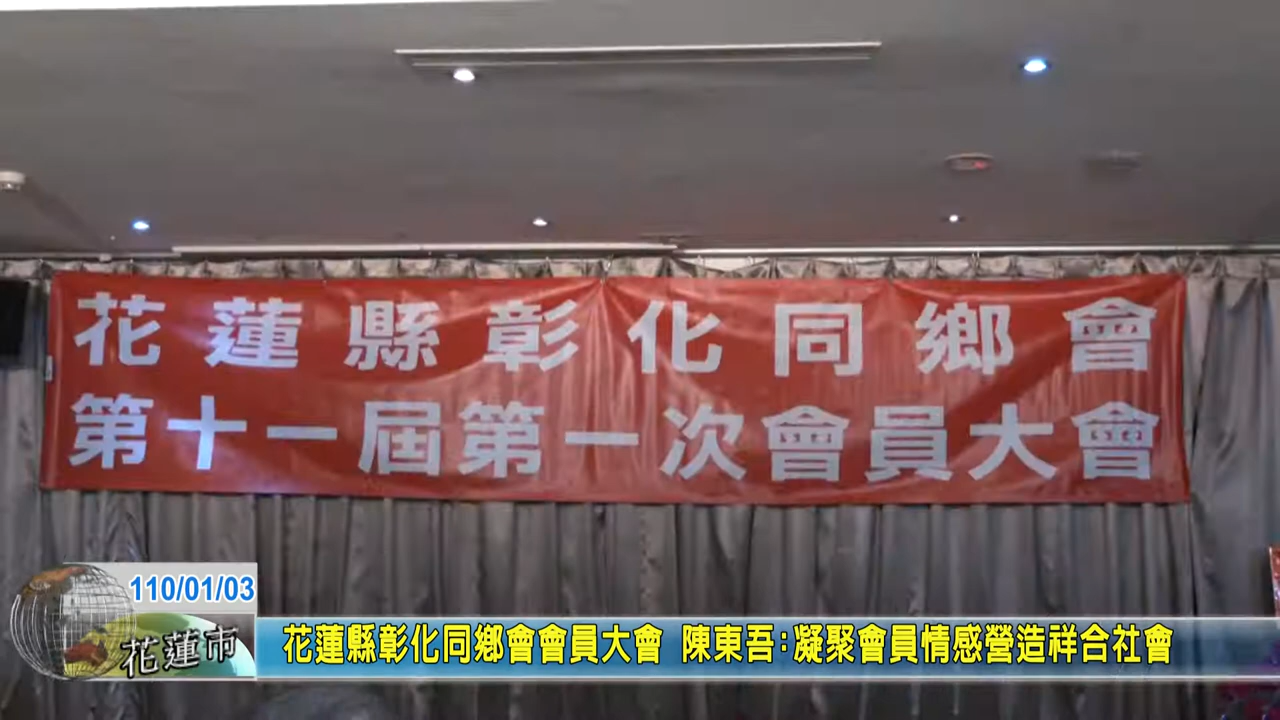 花蓮縣彰化同鄉會
第十一屆第一次會員大會
110/01/03
花蓮市
花蓮縣彰化同鄉會會員大會 陳東吾:凝聚會員情感營造祥合社會